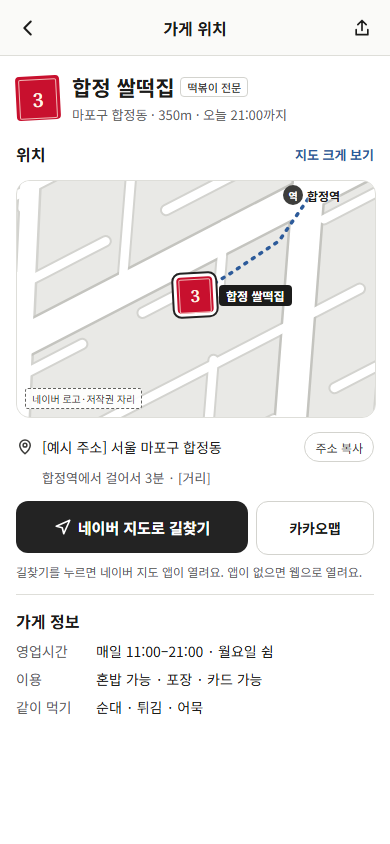 가게 위치
3
합정 쌀떡집 떡볶이 전문
마포구 합정동 · 350m · 오늘 21:00까지
위치 지도 크게 보기
역 합정역
3 합정 쌀떡집
네이버 로고·저작권 자리
[예시 주소] 서울 마포구 합정동 주소 복사
합정역에서 걸어서 3분 · [거리]
네이버 지도로 길찾기 카카오맵
길찾기를 누르면 네이버 지도 앱이 열려요. 앱이 없으면 웹으로 열려요.
가게 정보
영업시간 매일 11:00–21:00 · 월요일 쉼
이용 혼밥 가능 · 포장 · 카드 가능
같이 먹기 순대 · 튀김 · 어묵